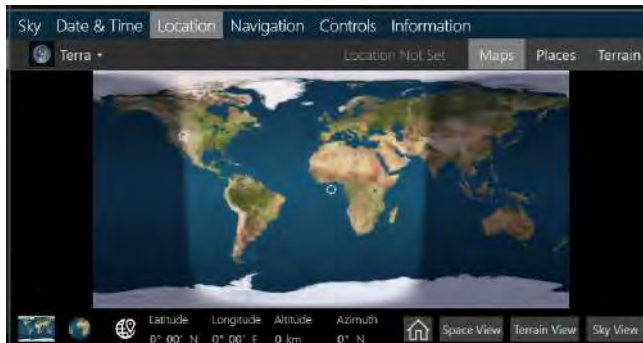 Sky Date & Time Location Navigation Controls Information
Terra Location Not Set Maps Places Terrain
Latitude Longitude Altitude Azimuth
0° 00' N 0° 00' E 0 km 0° N
Space View Terrain View Sky View